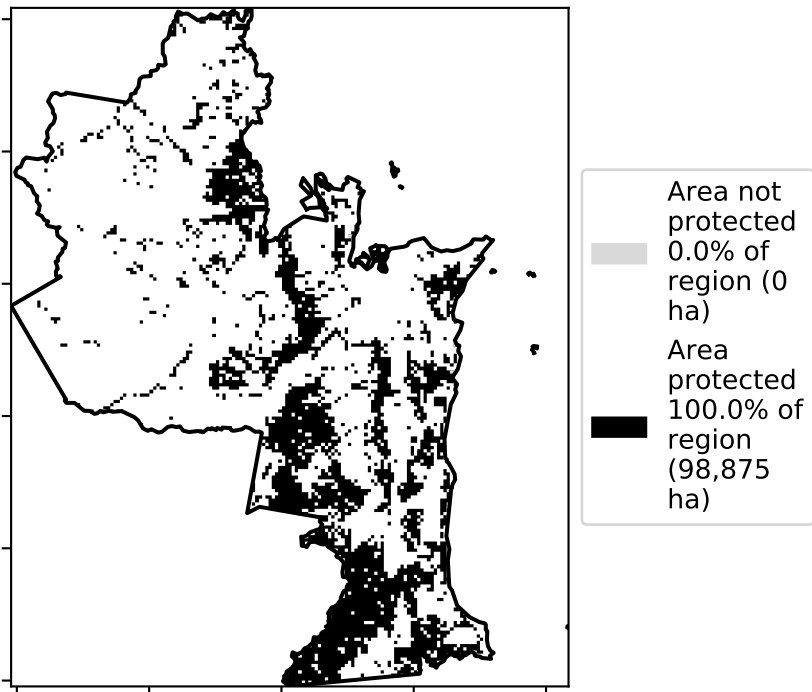 Area not
protected
0.0% of
region (0
ha)
Area
protected
100.0% of
region
(98,875
ha)